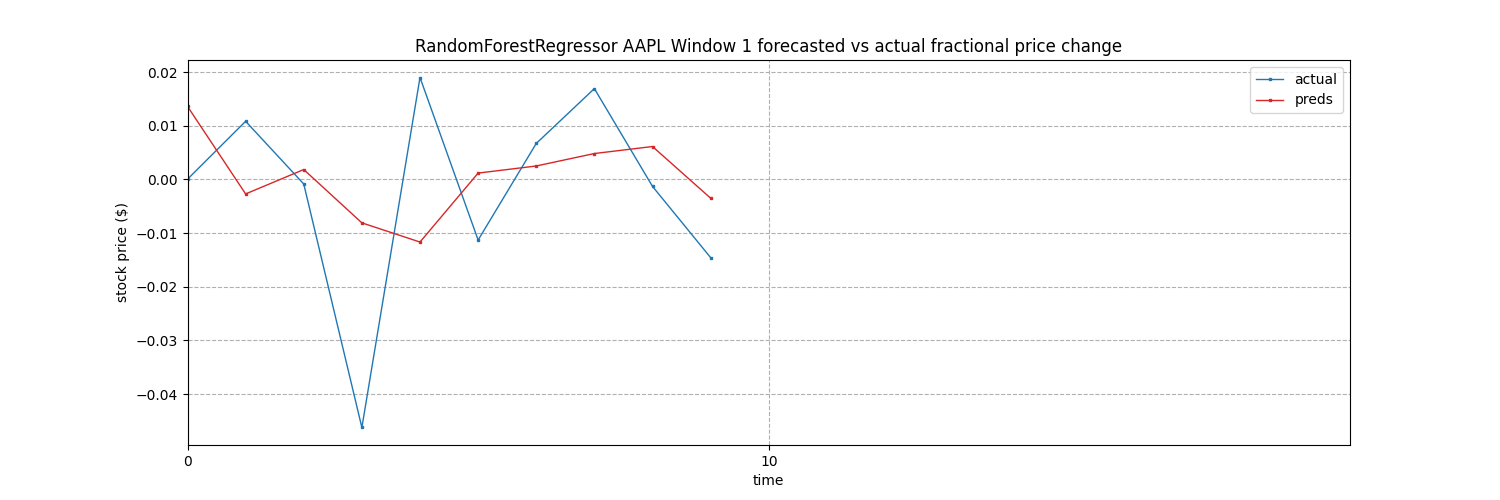 RandomForestRegressor AAPL Window 1 forecasted vs actual fractional price change
actual
preds
0.02
0.01
0.00
−0.01
−0.02
−0.03
−0.04
stock price ($)
0
10
time